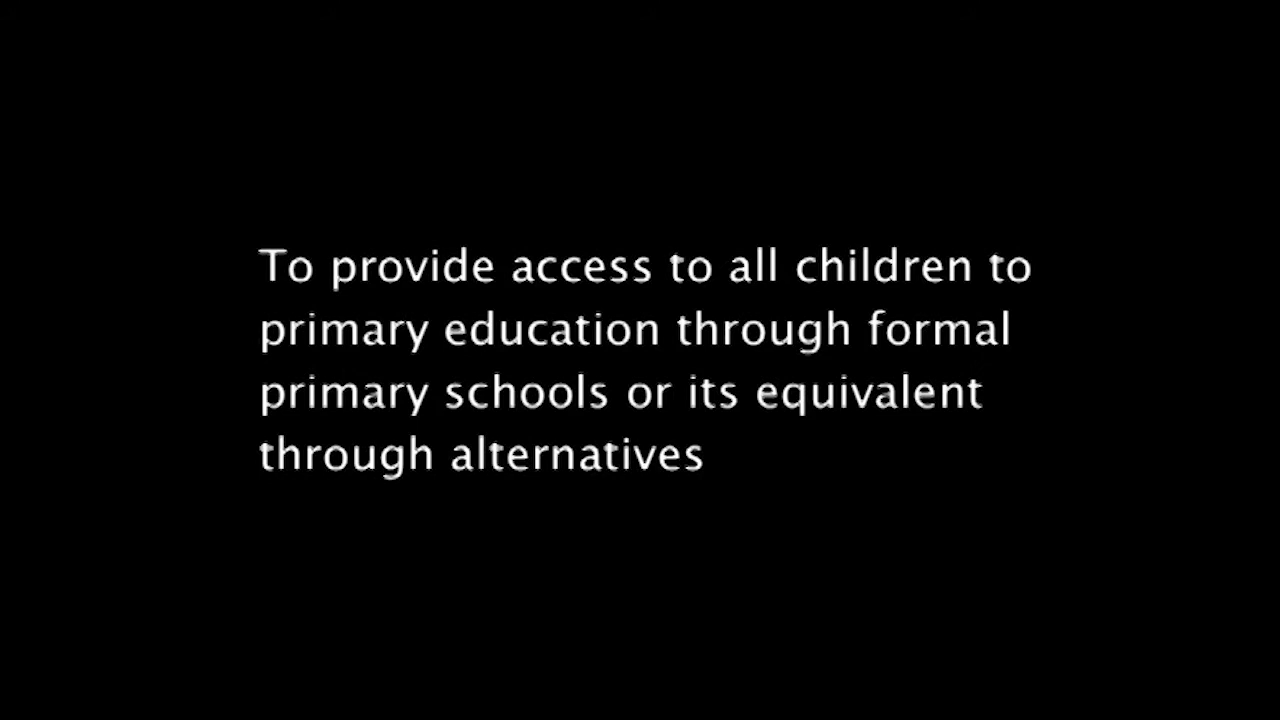 To provide access to all children to
primary education through formal
primary schools or its equivalent
through alternatives